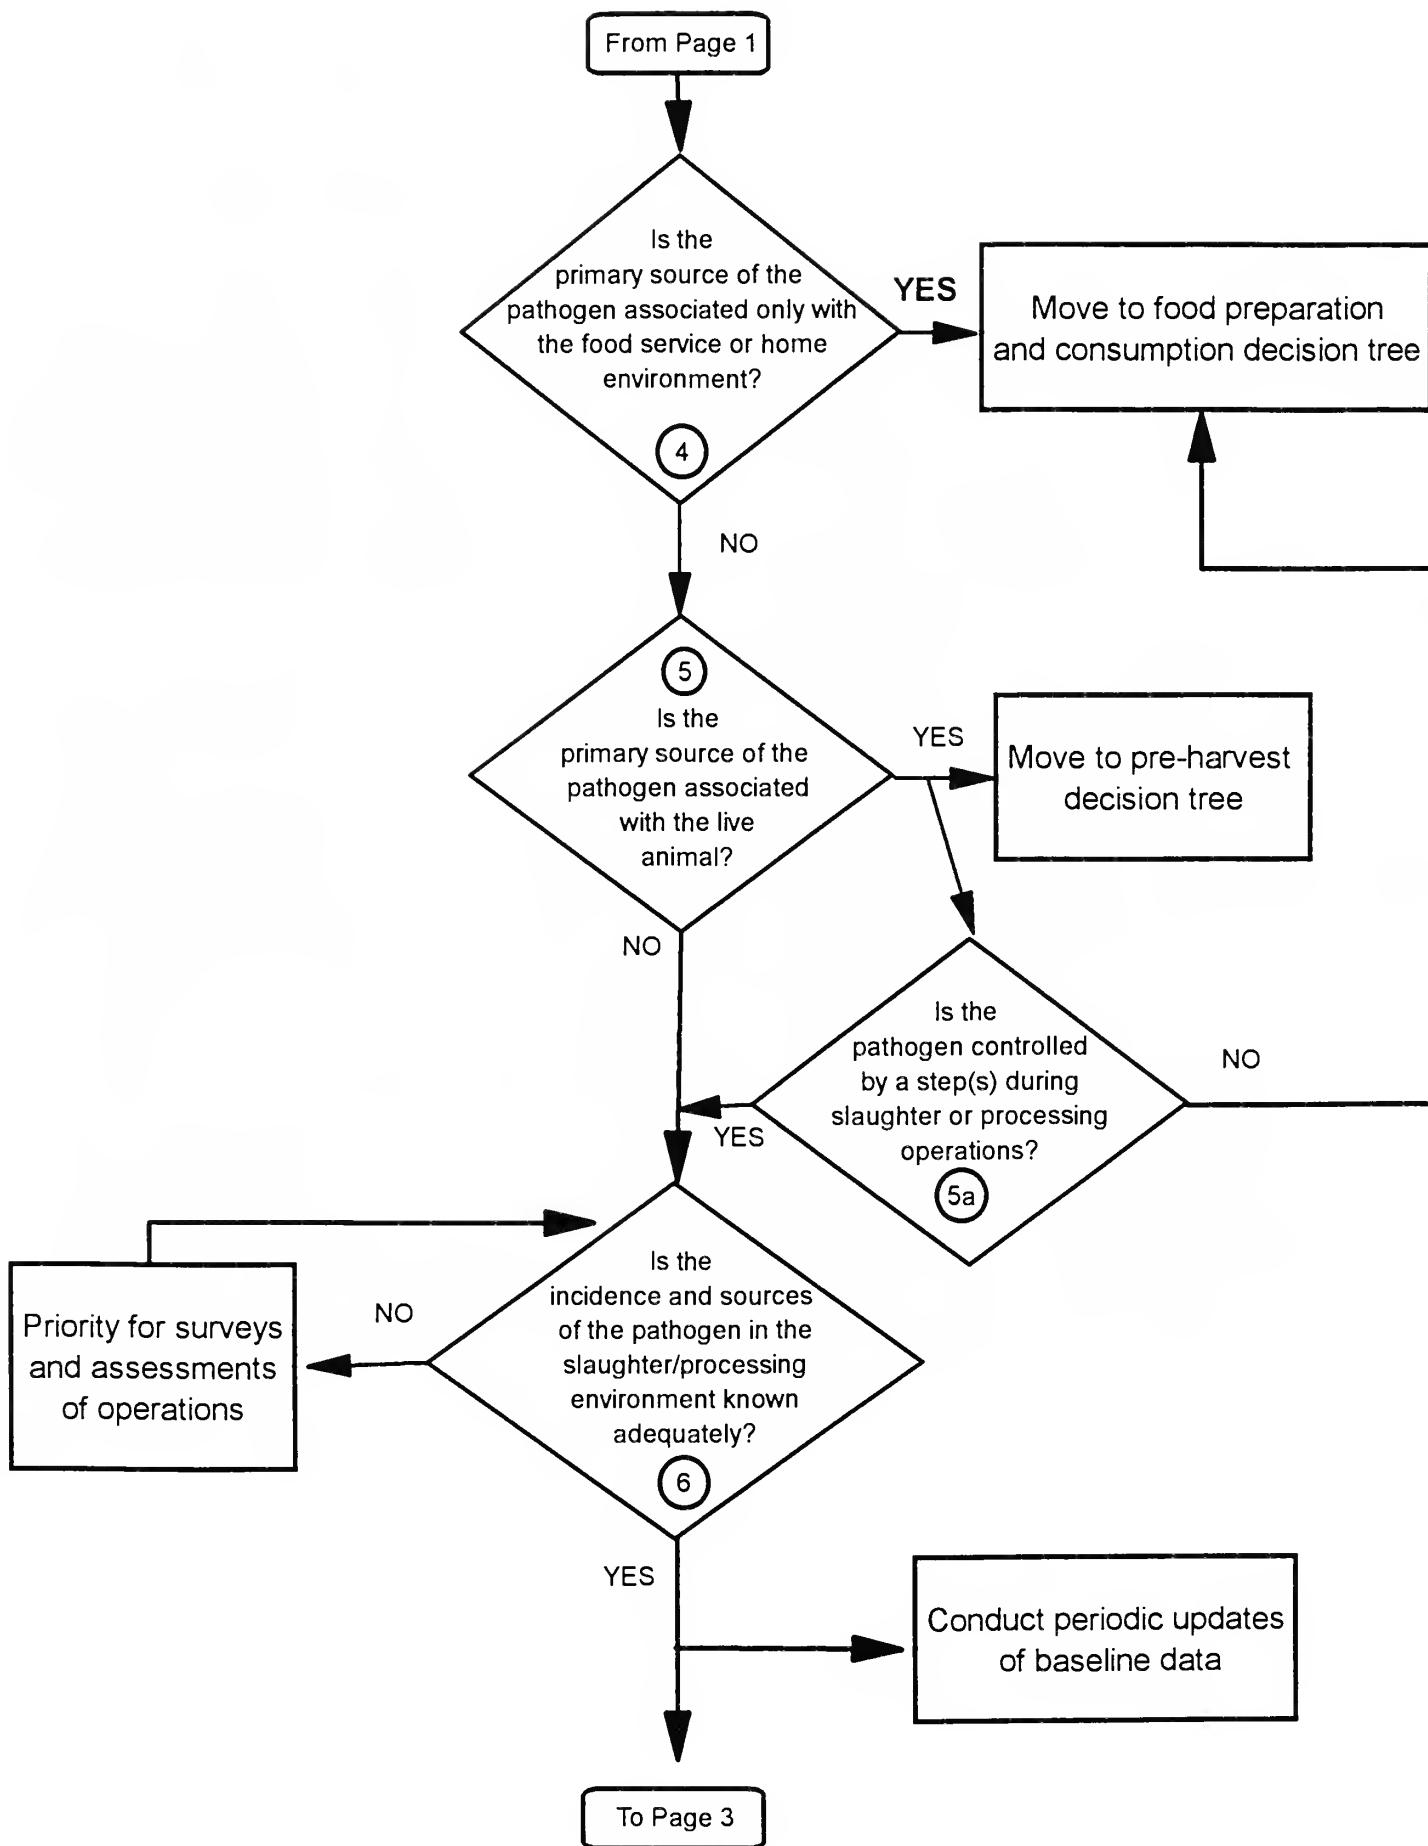 From Page 1
Is the
primary source of the
pathogen associated only with
the food service or home
environment?
4
YES
Move to food preparation
and consumption decision tree
NO
5
Is the
primary source of the
pathogen associated
with the live
animal?
YES
Move to pre-harvest
decision tree
NO
Is the
pathogen controlled
by a step(s) during
slaughter or processing
operations?
5a
NO
YES
Is the
incidence and sources
of the pathogen in the
slaughter/processing
environment known
adequately?
6
NO
Priority for surveys
and assessments
of operations
YES
Conduct periodic updates
of baseline data
To Page 3